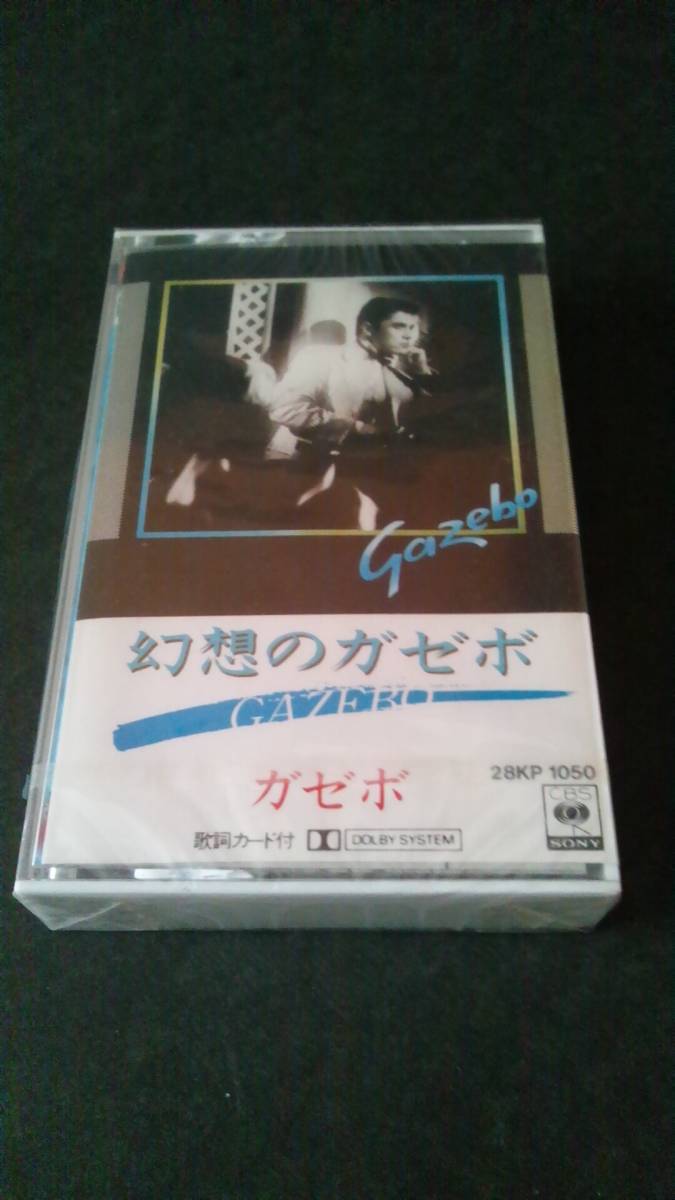 Gazebo
幻想のガゼボ
GAZEBO
ガゼボ
28KP 1050
CBS
SONY
歌詞カード付
DOLBY SYSTEM